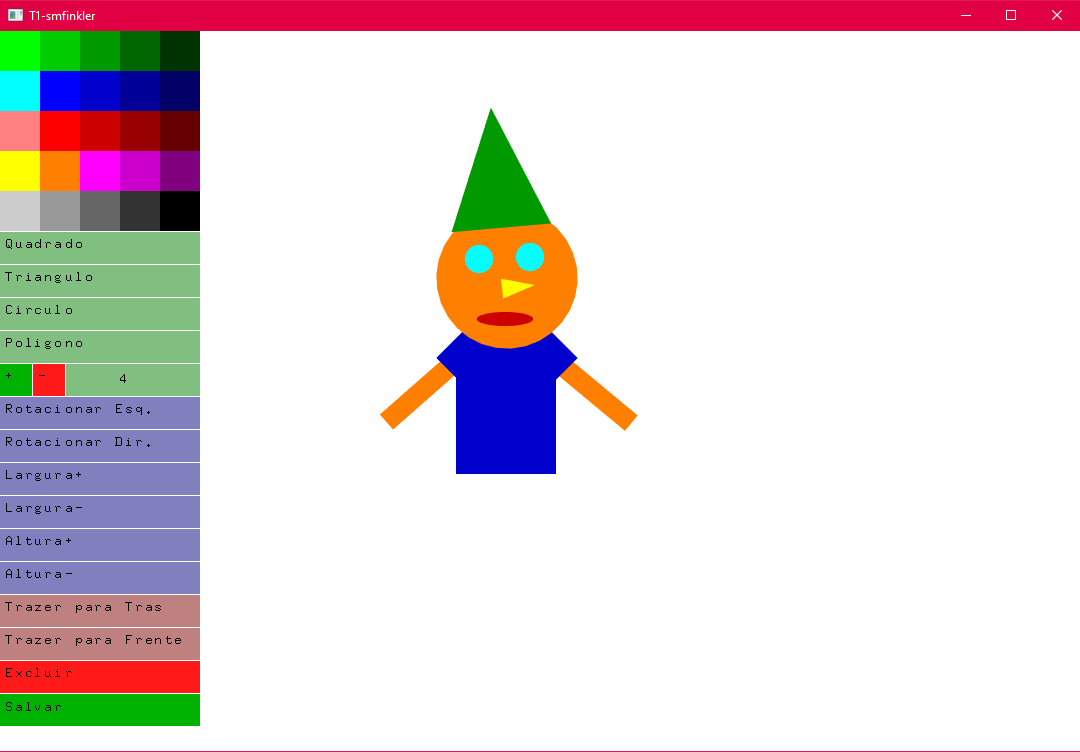 T1-smfinkler
Quadrado
Triangulo
Circulo
Poligono
+ - 4
Rotacionar Esq.
Rotacionar Dir.
Largura+
Largura-
Altura+
Altura-
Trazer para Tras
Trazer para Frente
Excluir
Salvar